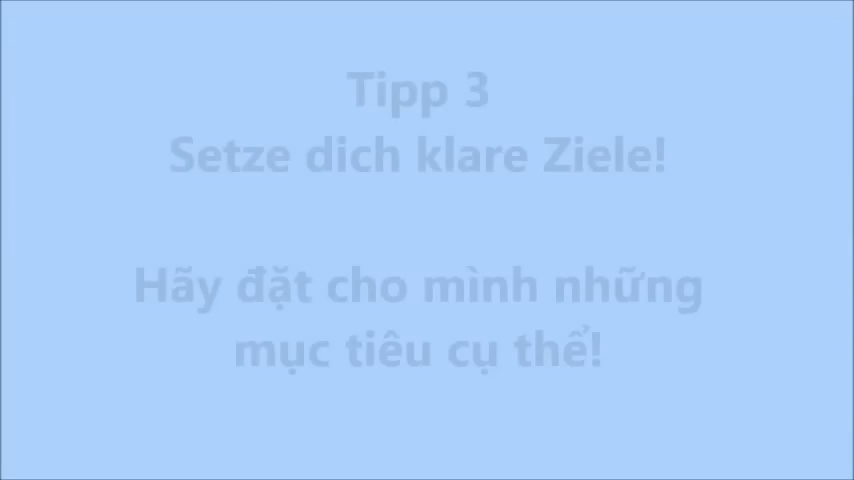 Tipp 3
Setze dich klare Ziele!
Hãy đặt cho mình những
mục tiêu cụ thể!